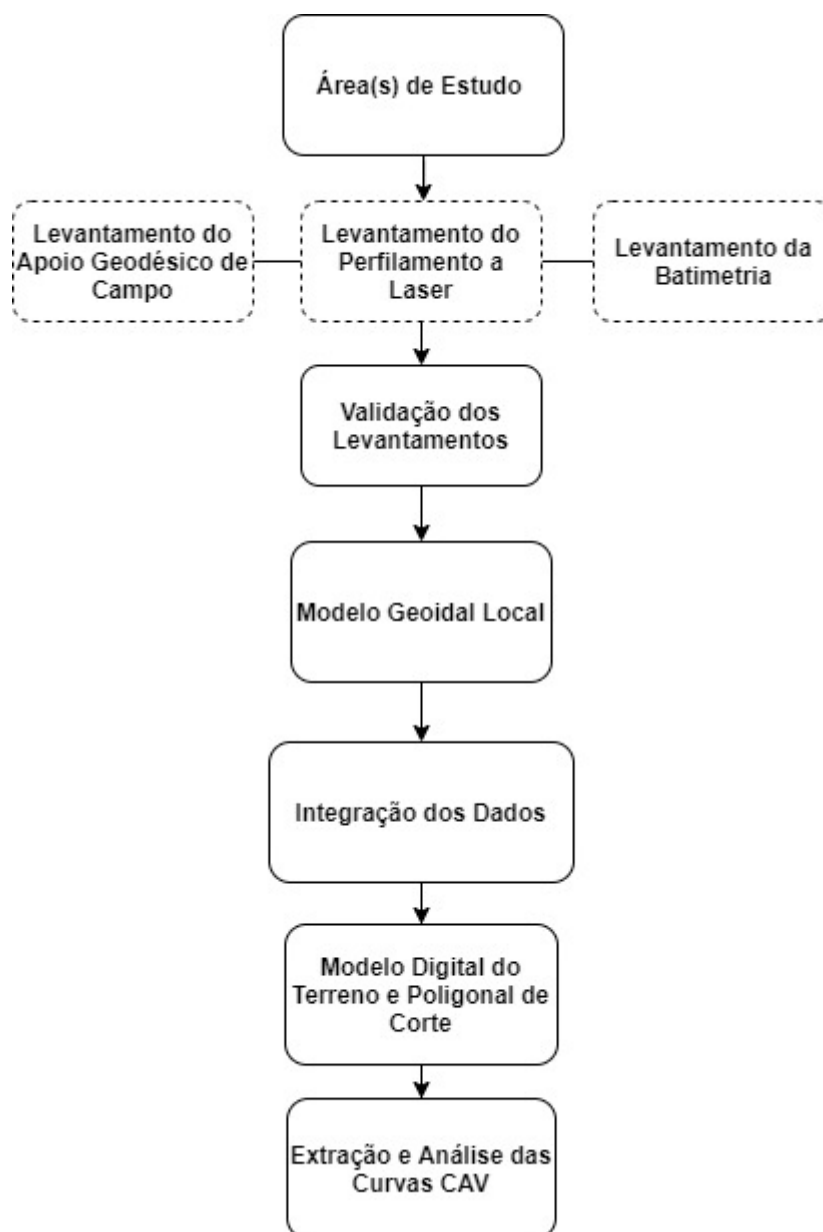 Área(s) de Estudo
Levantamento do
Apoio Geodésico de
Campo
Levantamento do
Perfilamento a
Laser
Levantamento da
Batimetria
Validação dos
Levantamentos
Modelo Geoidal Local
Integração dos Dados
Modelo Digital do
Terreno e Poligonal de
Corte
Extração e Análise das
Curvas CAV